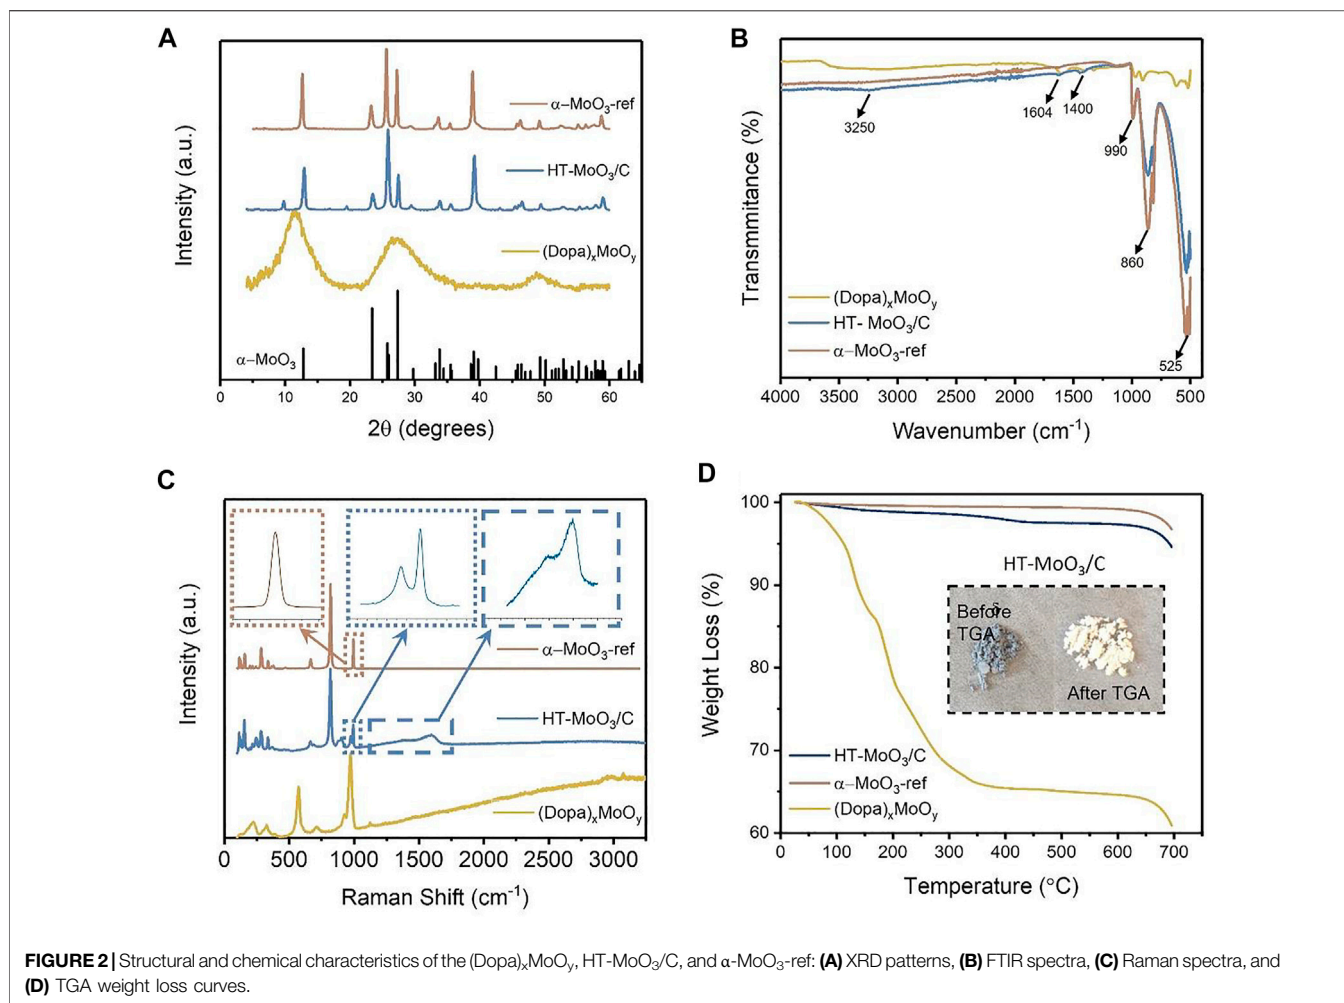 A
Intensity (a.u.)
α–MoO₃-ref
HT-MoO₃/C
(Dopa)ₓMoOᵧ
α–MoO₃
0 10 20 30 40 50 60
2θ (degrees)
B
Transmmitance (%)
3250
1604
1400
990
860
525
(Dopa)ₓMoOᵧ
HT- MoO₃/C
α–MoO₃-ref
4000 3500 3000 2500 2000 1500 1000 500
Wavenumber (cm⁻¹)
C
Intensity (a.u.)
α–MoO₃-ref
HT-MoO₃/C
(Dopa)ₓMoOᵧ
0 500 1000 1500 2000 2500 3000
Raman Shift (cm⁻¹)
D
Weight Loss (%)
100
90
80
70
60
HT-MoO₃/C
Before
TGA
After TGA
HT-MoO₃/C
α–MoO₃-ref
(Dopa)ₓMoOᵧ
0 100 200 300 400 500 600 700
Temperature (°C)
FIGURE 2 | Structural and chemical characteristics of the (Dopa)ₓMoOᵧ, HT-MoO₃/C, and α-MoO₃-ref: (A) XRD patterns, (B) FTIR spectra, (C) Raman spectra, and
(D) TGA weight loss curves.